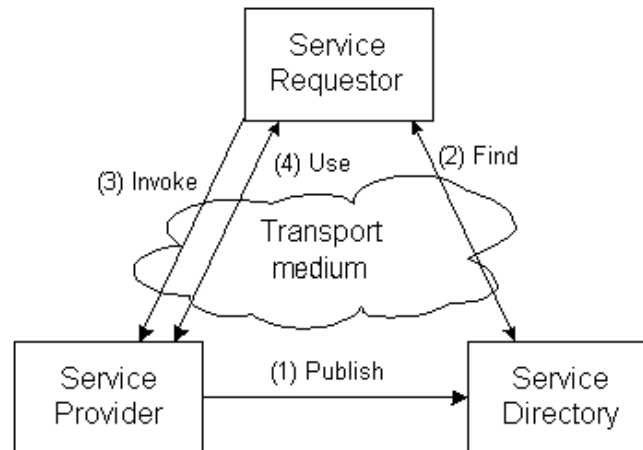 Service
Requestor
(3) Invoke
(4) Use
(2) Find
Transport
medium
Service
Provider
(1) Publish
Service
Directory